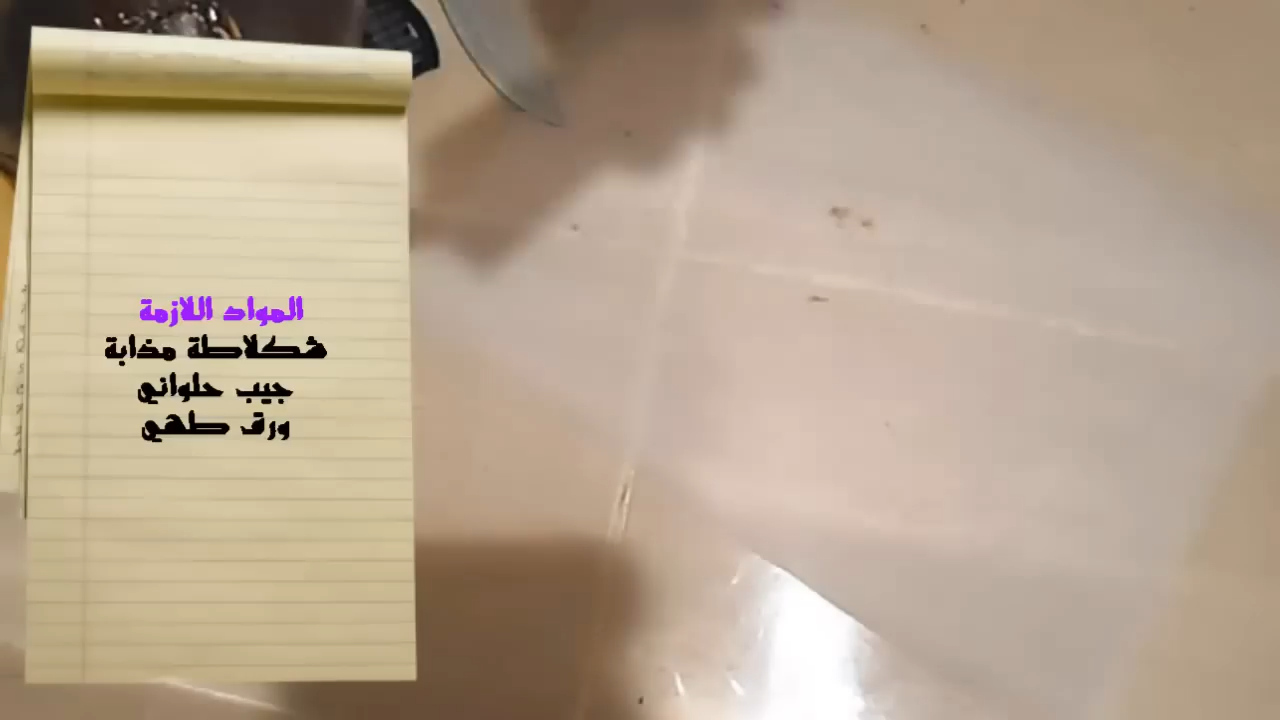 المواد اللازمة
شكلاطة مذابة
جيب حلواني
ورق طهي